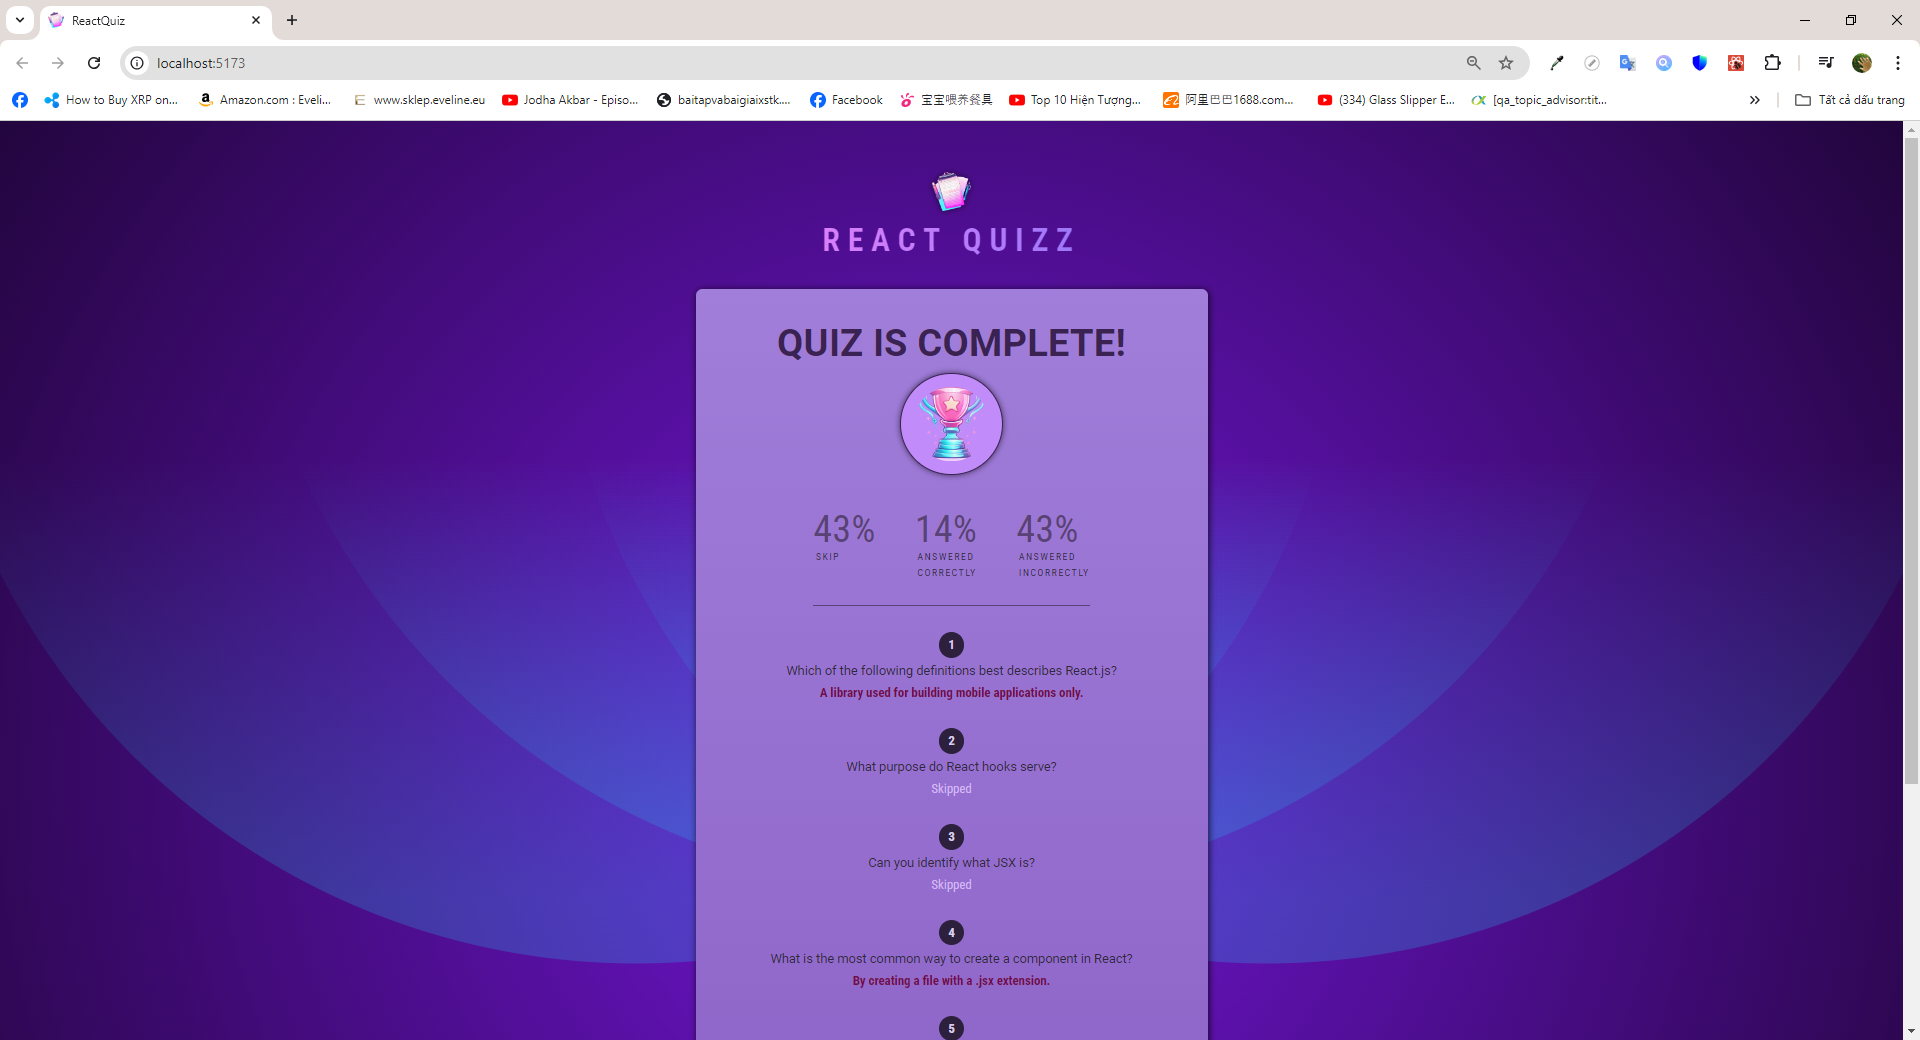 ReactQuiz
localhost:5173
How to Buy XRP on... Amazon.com : Eveli... www.sklep.eveline.eu Jodha Akbar - Episo... baitapvabaigiaixstk.... Facebook 宝宝喂养餐具 Top 10 Hiện Tượng... 阿里巴巴1688.com... (334) Glass Slipper E... [qa_topic_advisor:tit... Tất cả dấu trang
REACT QUIZZ
QUIZ IS COMPLETE!
43% 14% 43%
SKIP ANSWERED ANSWERED
CORRECTLY INCORRECTLY
1
Which of the following definitions best describes React.js?
A library used for building mobile applications only.
2
What purpose do React hooks serve?
Skipped
3
Can you identify what JSX is?
Skipped
4
What is the most common way to create a component in React?
By creating a file with a .jsx extension.
5